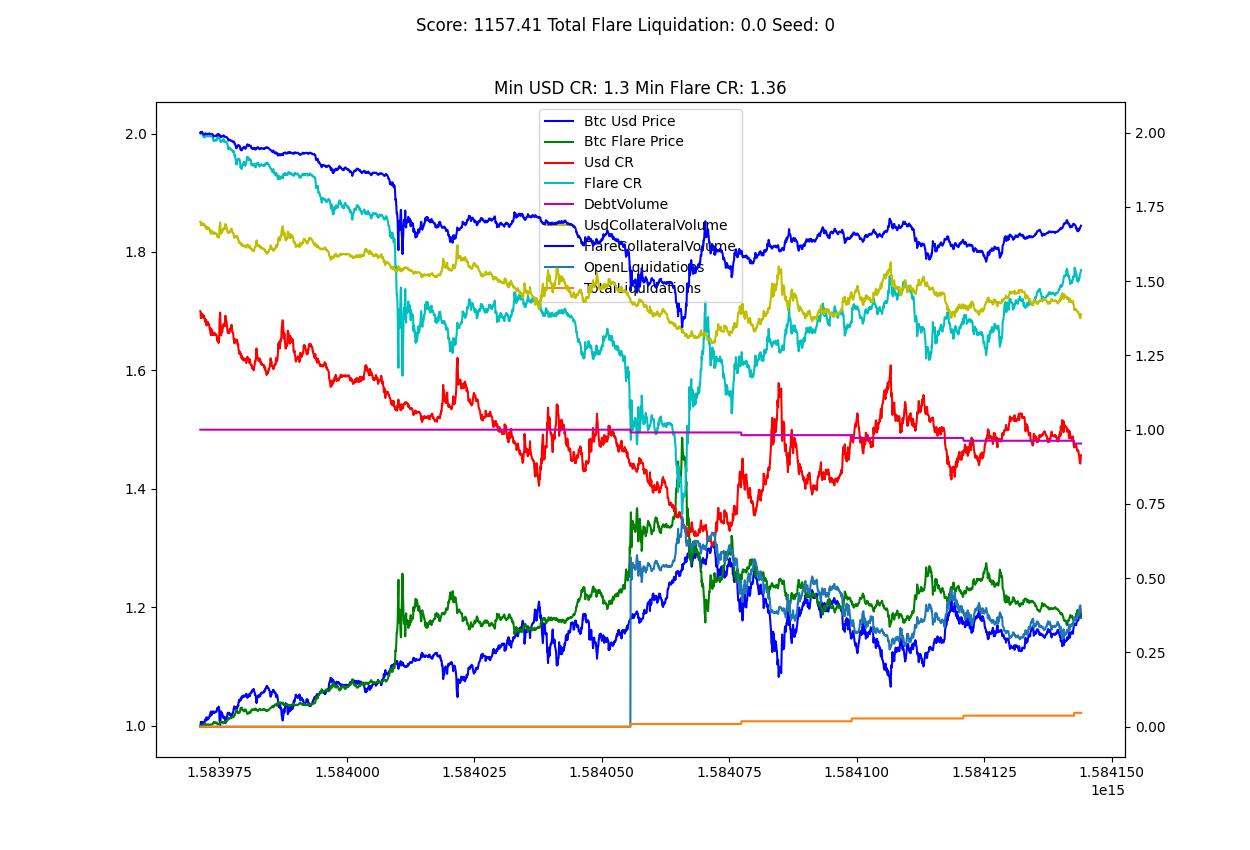 Score: 1157.41 Total Flare Liquidation: 0.0 Seed: 0
Min USD CR: 1.3 Min Flare CR: 1.36
Btc Usd Price
Btc Flare Price
Usd CR
Flare CR
DebtVolume
UsdCollateralVolume
FlareCollateralVolume
OpenLiquidations
TotalLiquidations
2.0
1.8
1.6
1.4
1.2
1.0
2.00
1.75
1.50
1.25
1.00
0.75
0.50
0.25
0.00
1.583975
1.584000
1.584025
1.584050
1.584075
1.584100
1.584125
1.584150
1e15